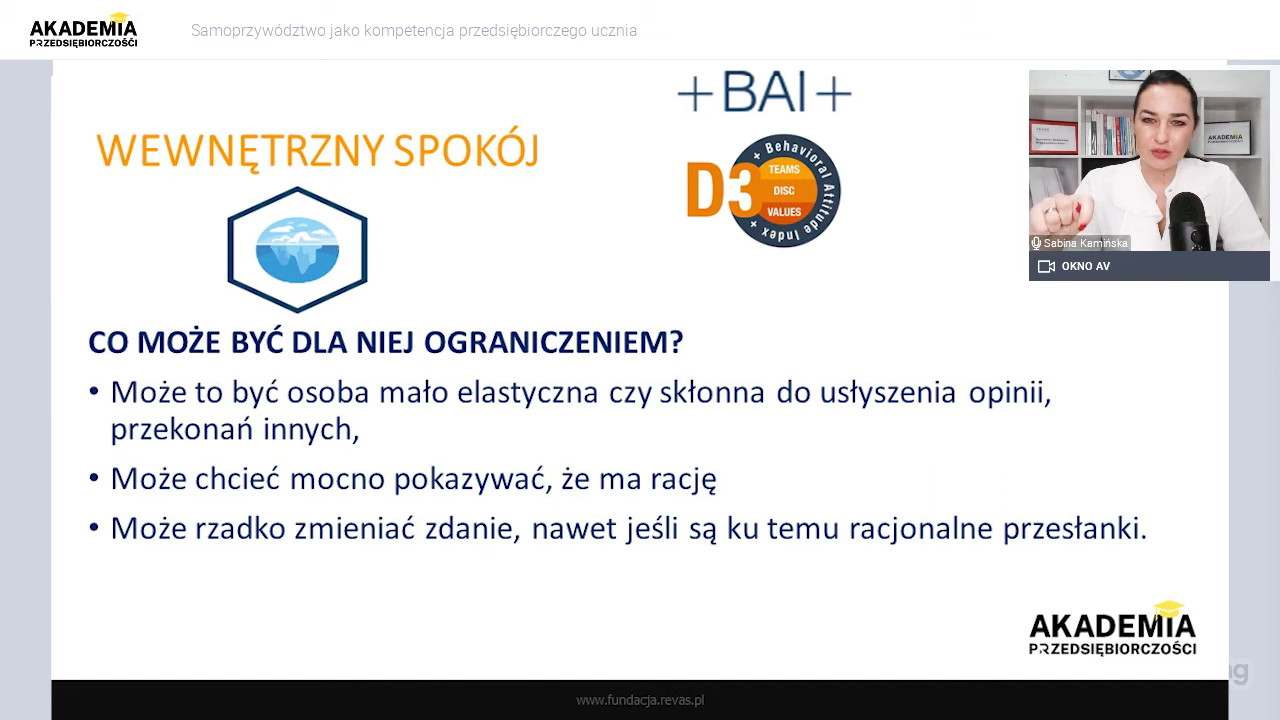 AKADEMIA
PRZEDSIĘBIORCZOŚCI
Samoprzywództwo jako kompetencja przedsiębiorczego ucznia
+BAI+
WEWNĘTRZNY SPOKÓJ
+ Behavioral Attitude Index +
D3
TEAMS
DISC
VALUES
AKADEMIA
Sabina Kamińska
OKNO AV
CO MOŻE BYĆ DLA NIEJ OGRANICZENIEM?
• Może to być osoba mało elastyczna czy skłonna do usłyszenia opinii,
przekonań innych,
• Może chcieć mocno pokazywać, że ma rację
• Może rzadko zmieniać zdanie, nawet jeśli są ku temu racjonalne przesłanki.
AKADEMIA
PRZEDSIĘBIORCZOŚCI
www.fundacja.revas.pl